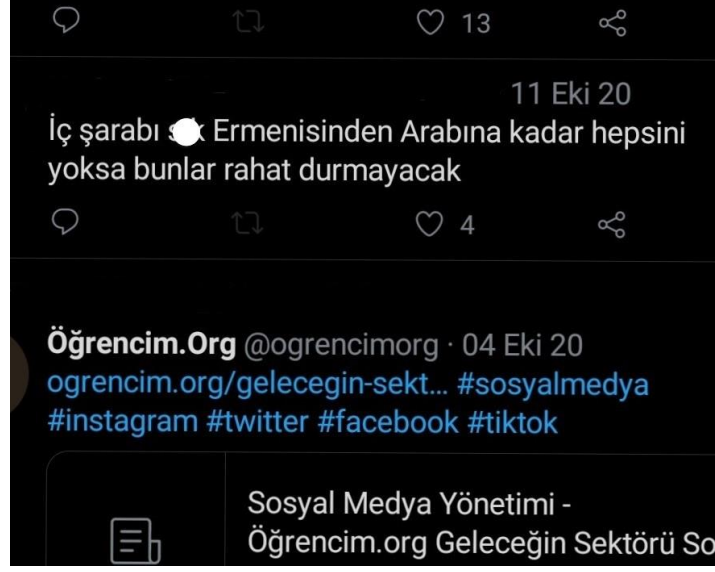 13
11 Eki 20
İç şarabı Ermenisinden Arabına kadar hepsini
yoksa bunlar rahat durmayacak
4
Öğrencim.Org @ogrencimorg · 04 Eki 20
ogrencim.org/gelecegin-sekt... #sosyalmedya
#instagram #twitter #facebook #tiktok
Sosyal Medya Yönetimi -
Öğrencim.org Geleceğin Sektörü So